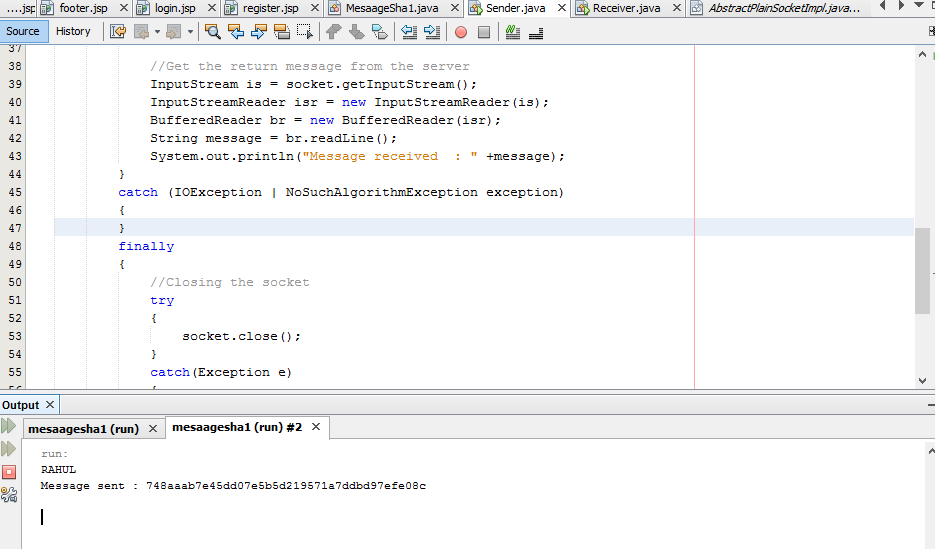 ....jsp footer.jsp login.jsp register.jsp MesaageSha1.java Sender.java Receiver.java AbstractPlainSocketImpl.java...
Source History
37
38 //Get the return message from the server
39 InputStream is = socket.getInputStream();
40 InputStreamReader isr = new InputStreamReader(is);
41 BufferedReader br = new BufferedReader(isr);
42 String message = br.readLine();
43 System.out.println("Message received  : " +message);
44 }
45 catch (IOException | NoSuchAlgorithmException exception)
46 {
47 }
48 finally
49 {
50 //Closing the socket
51 try
52 {
53 socket.close();
54 }
55 catch(Exception e)
56 {
Output
mesaagesha1 (run) mesaagesha1 (run) #2
run:
RAHUL
Message sent : 748aaab7e45dd07e5b5d219571a7ddbd97efe08c